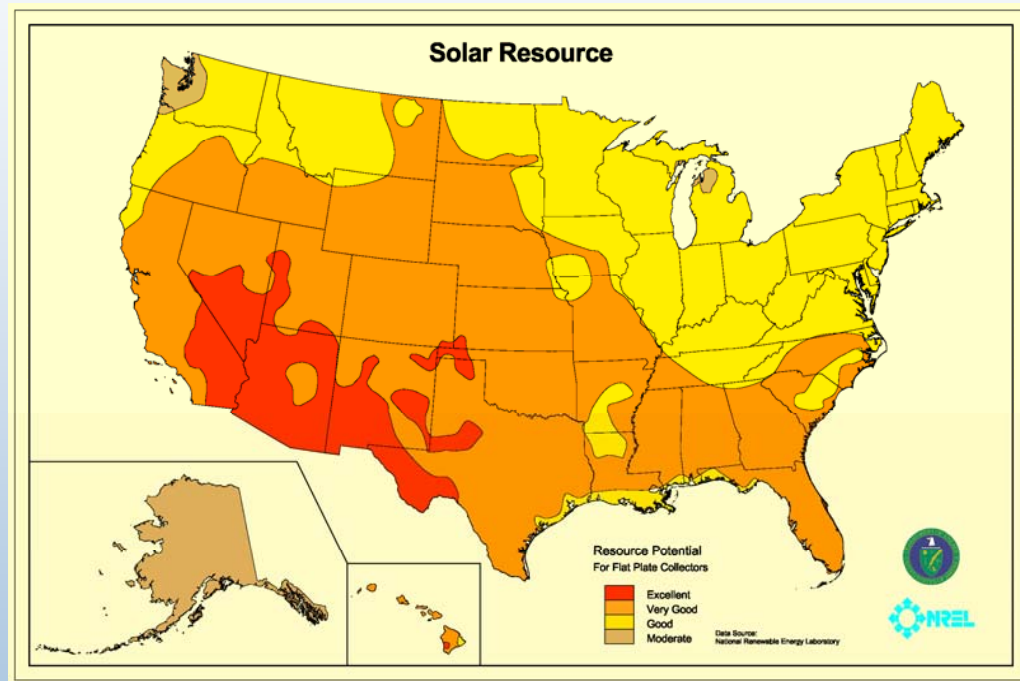 Solar Resource
Resource Potential
For Flat Plate Collectors
Excellent
Very Good
Good
Moderate
Data Source:
National Renewable Energy Laboratory
NREL